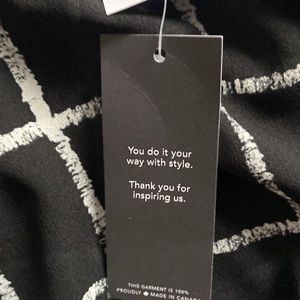 You do it your
way with style.
Thank you for
inspiring us.
THIS GARMENT IS 100%
PROUDLY MADE IN CANADA